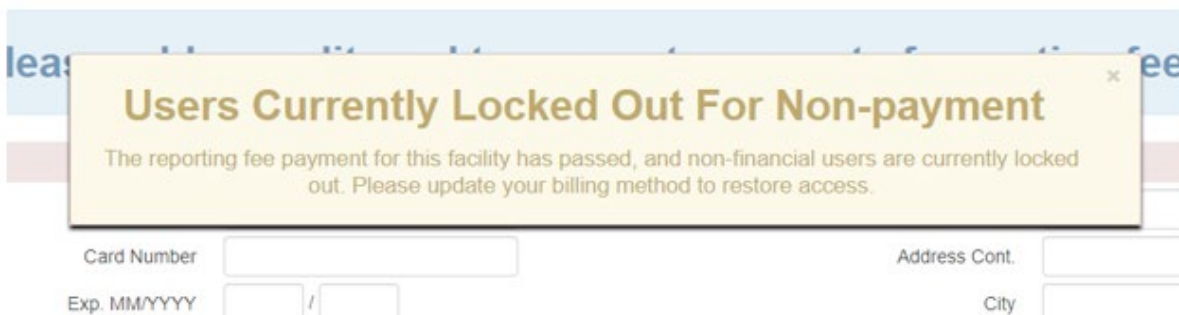 Users Currently Locked Out For Non-payment
×
The reporting fee payment for this facility has passed, and non-financial users are currently locked
out. Please update your billing method to restore access.
Card Number
Address Cont.
Exp. MM/YYYY
/
City